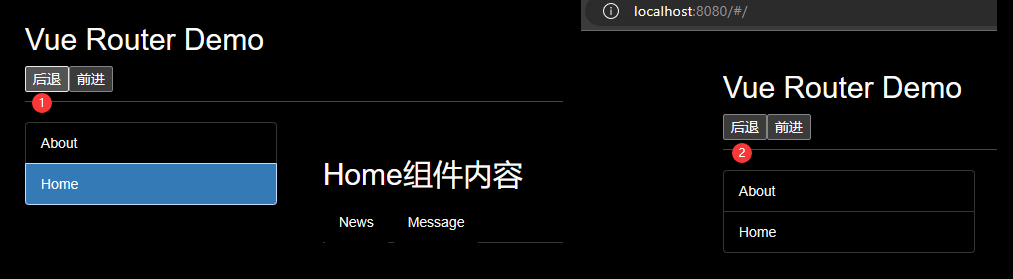 Vue Router Demo
后退 前进
1
About
Home
Home组件内容
News Message
localhost:8080/#/
Vue Router Demo
后退 前进
2
About
Home